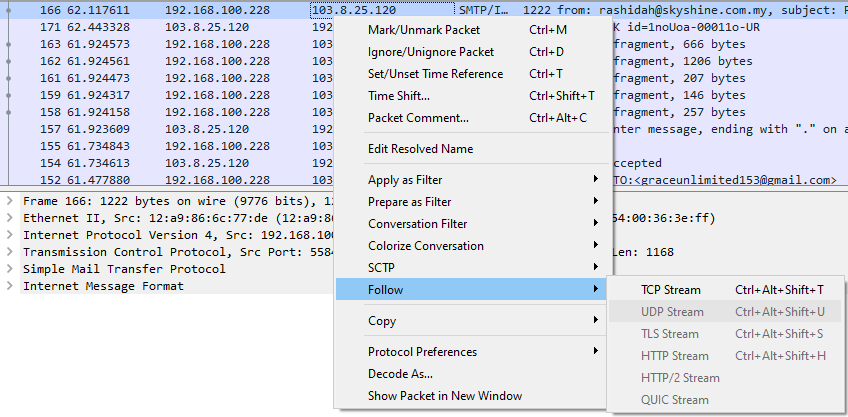 166 62.117611 192.168.100.228 103.8.25.120 SMTP/I… 1222 from: rashidah@skyshine.com.my, subject:
171 62.443328 103.8.25.120 192 K id=1noUoa-00011o-UR
163 61.924573 192.168.100.228 103 fragment, 666 bytes
162 61.924561 192.168.100.228 103 fragment, 1206 bytes
161 61.924473 192.168.100.228 103 fragment, 207 bytes
159 61.924317 192.168.100.228 103 fragment, 146 bytes
158 61.924158 192.168.100.228 103 fragment, 257 bytes
157 61.923609 103.8.25.120 192 nter message, ending with "." on a
155 61.734843 192.168.100.228 103
154 61.734613 103.8.25.120 192 ccepted
152 61.477880 192.168.100.228 103 TO:<graceunlimited153@gmail.com>
Mark/Unmark Packet Ctrl+M
Ignore/Unignore Packet Ctrl+D
Set/Unset Time Reference Ctrl+T
Time Shift... Ctrl+Shift+T
Packet Comment... Ctrl+Alt+C
Edit Resolved Name
Apply as Filter
Prepare as Filter
Conversation Filter
Colorize Conversation
SCTP
Follow
Copy
Protocol Preferences
Decode As...
Show Packet in New Window
TCP Stream Ctrl+Alt+Shift+T
UDP Stream Ctrl+Alt+Shift+U
TLS Stream Ctrl+Alt+Shift+S
HTTP Stream Ctrl+Alt+Shift+H
HTTP/2 Stream
QUIC Stream
Frame 166: 1222 bytes on wire (9776 bits), 12
Ethernet II, Src: 12:a9:86:6c:77:de (12:a9:86 54:00:36:3e:ff)
Internet Protocol Version 4, Src: 192.168.100
Transmission Control Protocol, Src Port: 5584 Len: 1168
Simple Mail Transfer Protocol
Internet Message Format